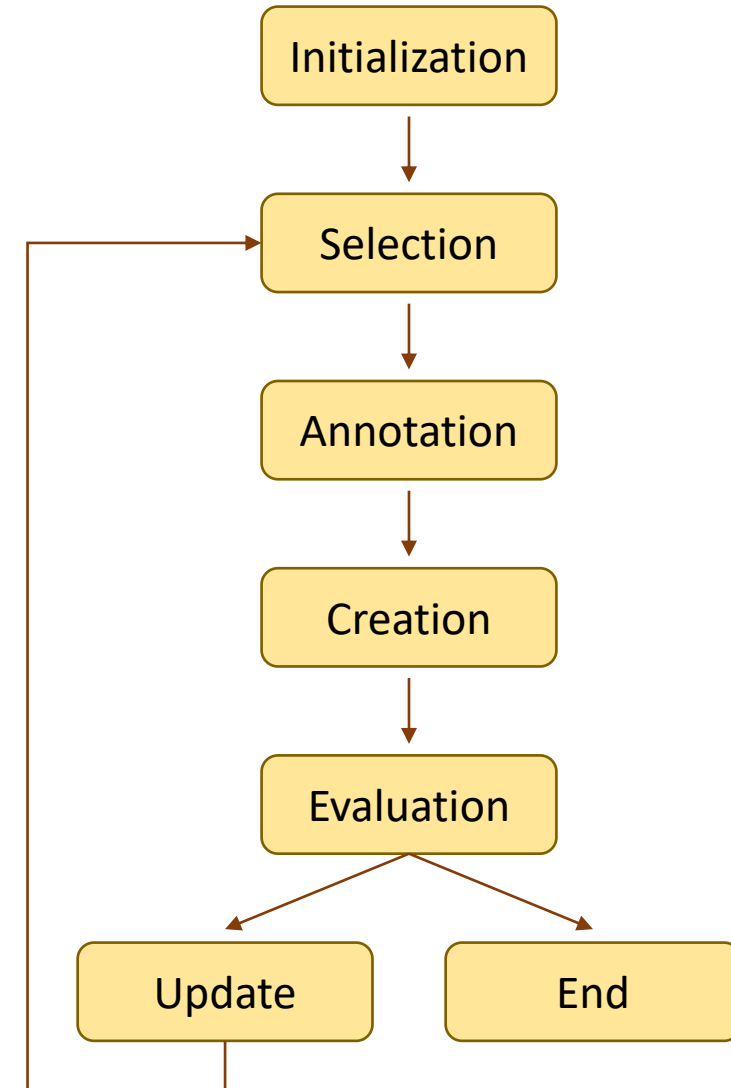 Initialization
Selection
Annotation
Creation
Evaluation
Update
End